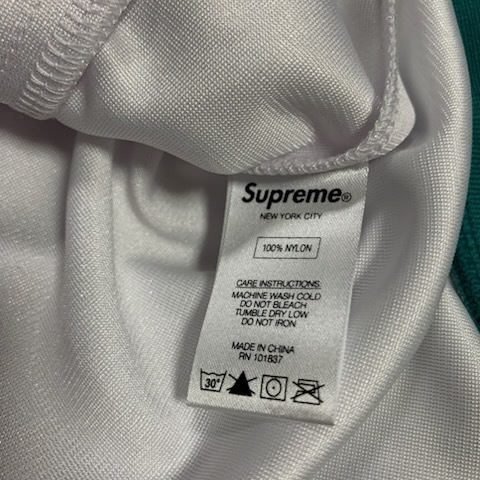 Supreme®
NEW YORK CITY
100% NYLON
CARE INSTRUCTIONS:
MACHINE WASH COLD
DO NOT BLEACH
TUMBLE DRY LOW
DO NOT IRON
MADE IN CHINA
RN 101837
30°